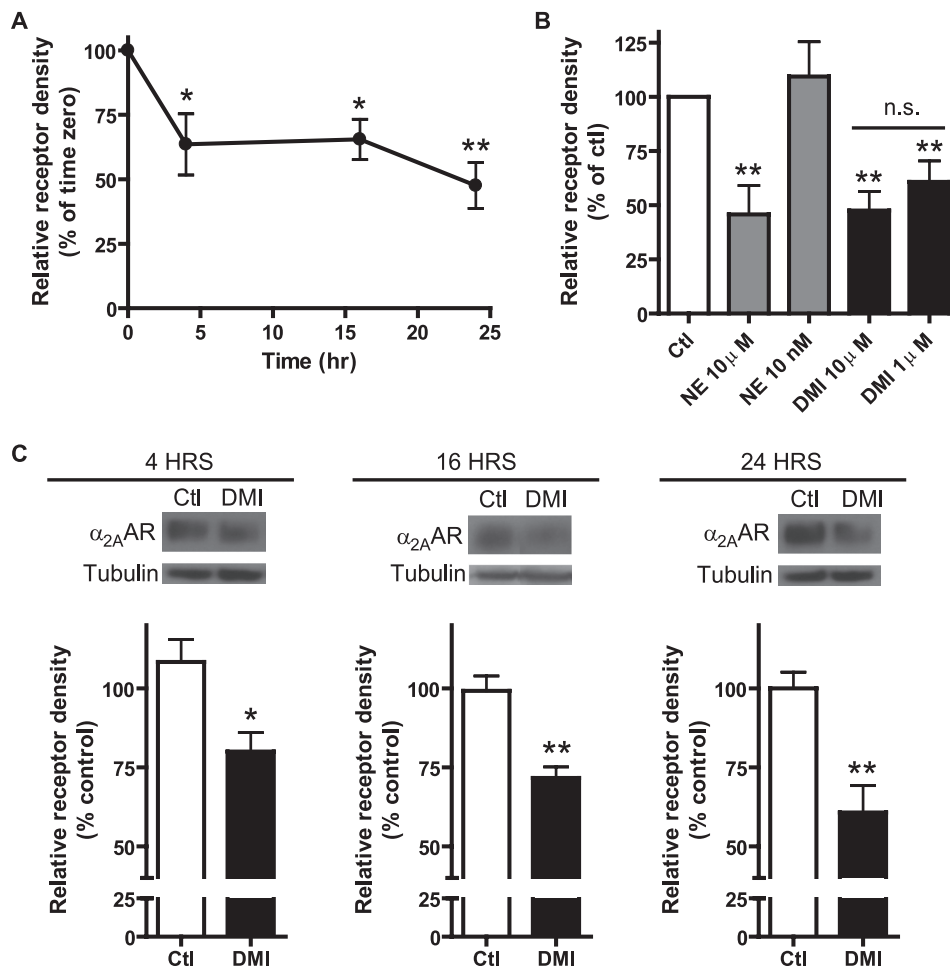 A
Relative receptor density
(% of time zero)
100
75
50
25
0
*
*
**
0 5 10 15 20 25
Time (hr)
B
Relative receptor density
(% of ctl)
125
100
75
50
25
0
**
n.s.
**
**
Ctl
NE 10μ M
NE 10 nM
DMI 10μ M
DMI 1μ M
C
4 HRS
Ctl DMI
α2AAR
Tubulin
Relative receptor density
(% control)
100
75
50
25
0
*
Ctl DMI
16 HRS
Ctl DMI
α2AAR
Tubulin
Relative receptor density
(% control)
100
75
50
25
0
**
Ctl DMI
24 HRS
Ctl DMI
α2AAR
Tubulin
Relative receptor density
(% control)
100
75
50
25
0
**
Ctl DMI